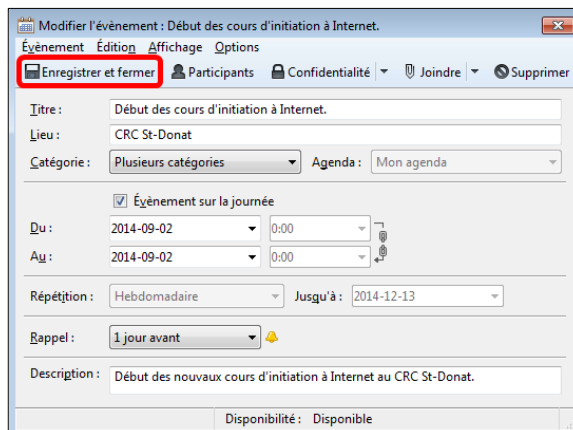 Modifier l'évènement : Début des cours d'initiation à Internet.
Évènement Édition Affichage Options
Enregistrer et fermer Participants Confidentialité Joindre Supprimer
Titre : Début des cours d'initiation à Internet.
Lieu : CRC St-Donat
Catégorie : Plusieurs catégories Agenda : Mon agenda
Évènement sur la journée
Du : 2014-09-02 0:00
Au : 2014-09-02 0:00
Répétition : Hebdomadaire Jusqu'à : 2014-12-13
Rappel : 1 jour avant
Description : Début des nouvaux cours d'initiation à Internet au CRC St-Donat.
Disponibilité : Disponible